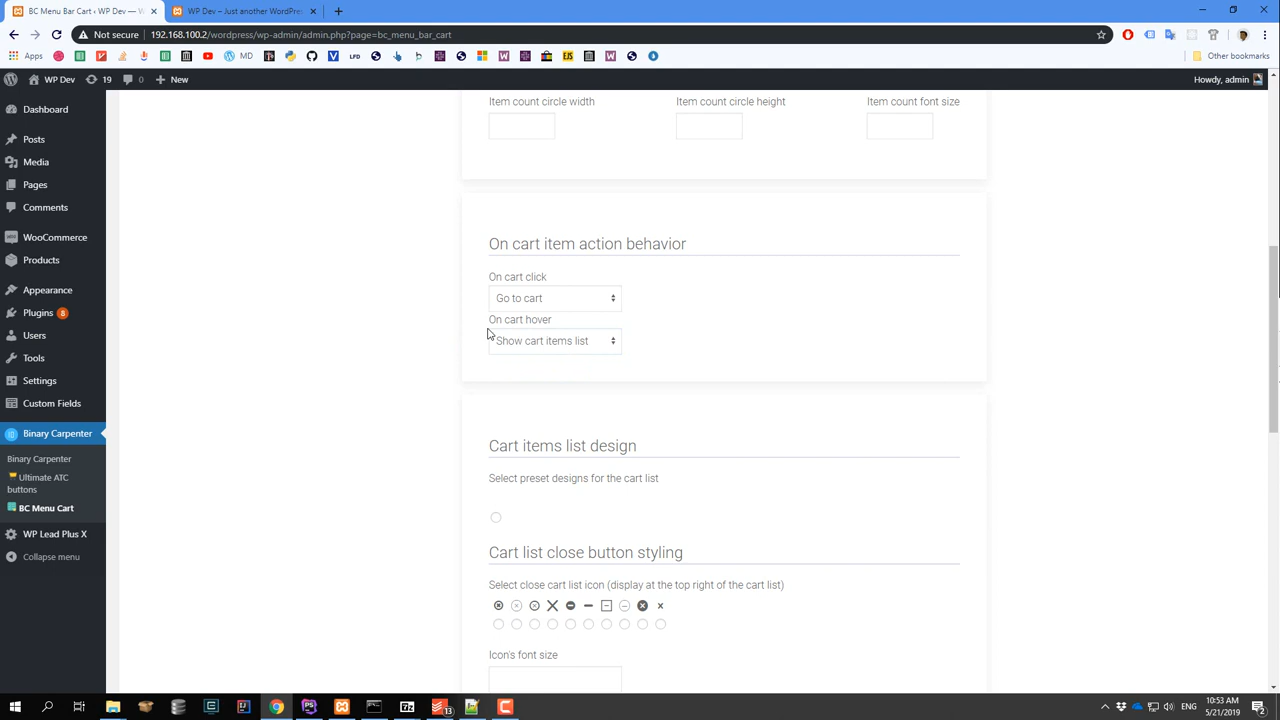 BC Menu Bar Cart ‹ WP Dev —
WP Dev – Just another WordPre
Not secure
192.168.100.2/wordpress/wp-admin/admin.php?page=bc_menu_bar_cart
Apps
MD
LFD
EJS
Other bookmarks
WP Dev
19
0
New
Howdy, admin
Dashboard
Posts
Media
Pages
Comments
WooCommerce
Products
Appearance
Plugins 8
Users
Tools
Settings
Custom Fields
Binary Carpenter
Binary Carpenter
Ultimate ATC
buttons
BC Menu Cart
WP Lead Plus X
Collapse menu
Item count circle width
Item count circle height
Item count font size
On cart item action behavior
On cart click
Go to cart
On cart hover
Show cart items list
Cart items list design
Select preset designs for the cart list
Cart list close button styling
Select close cart list icon (display at the top right of the cart list)
Icon's font size
13
ENG
10:53 AM
5/21/2019
2